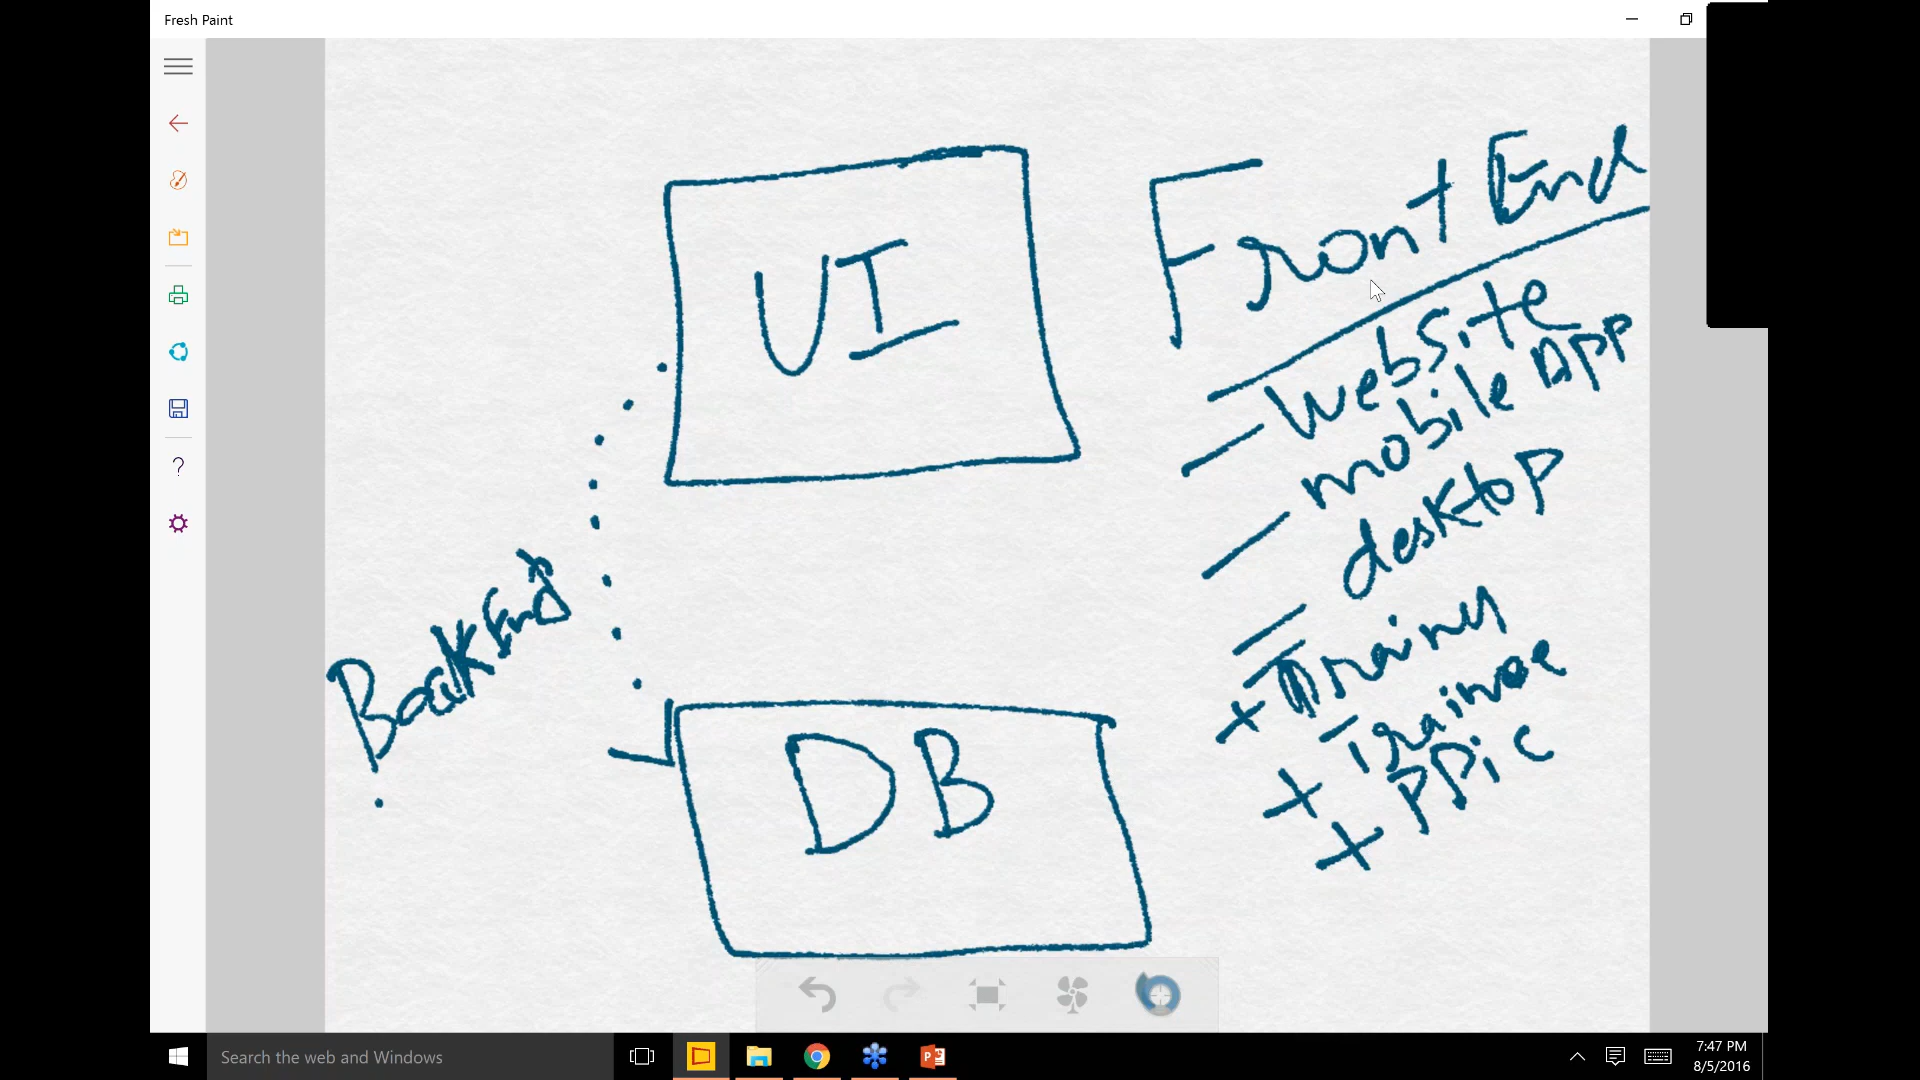 Fresh Paint
Front End
UI
- Website
- mobile APP
- desktop
BackEnd
+ Trainee
+ PPic
DB
?
Search the web and Windows
7:47 PM
8/5/2016